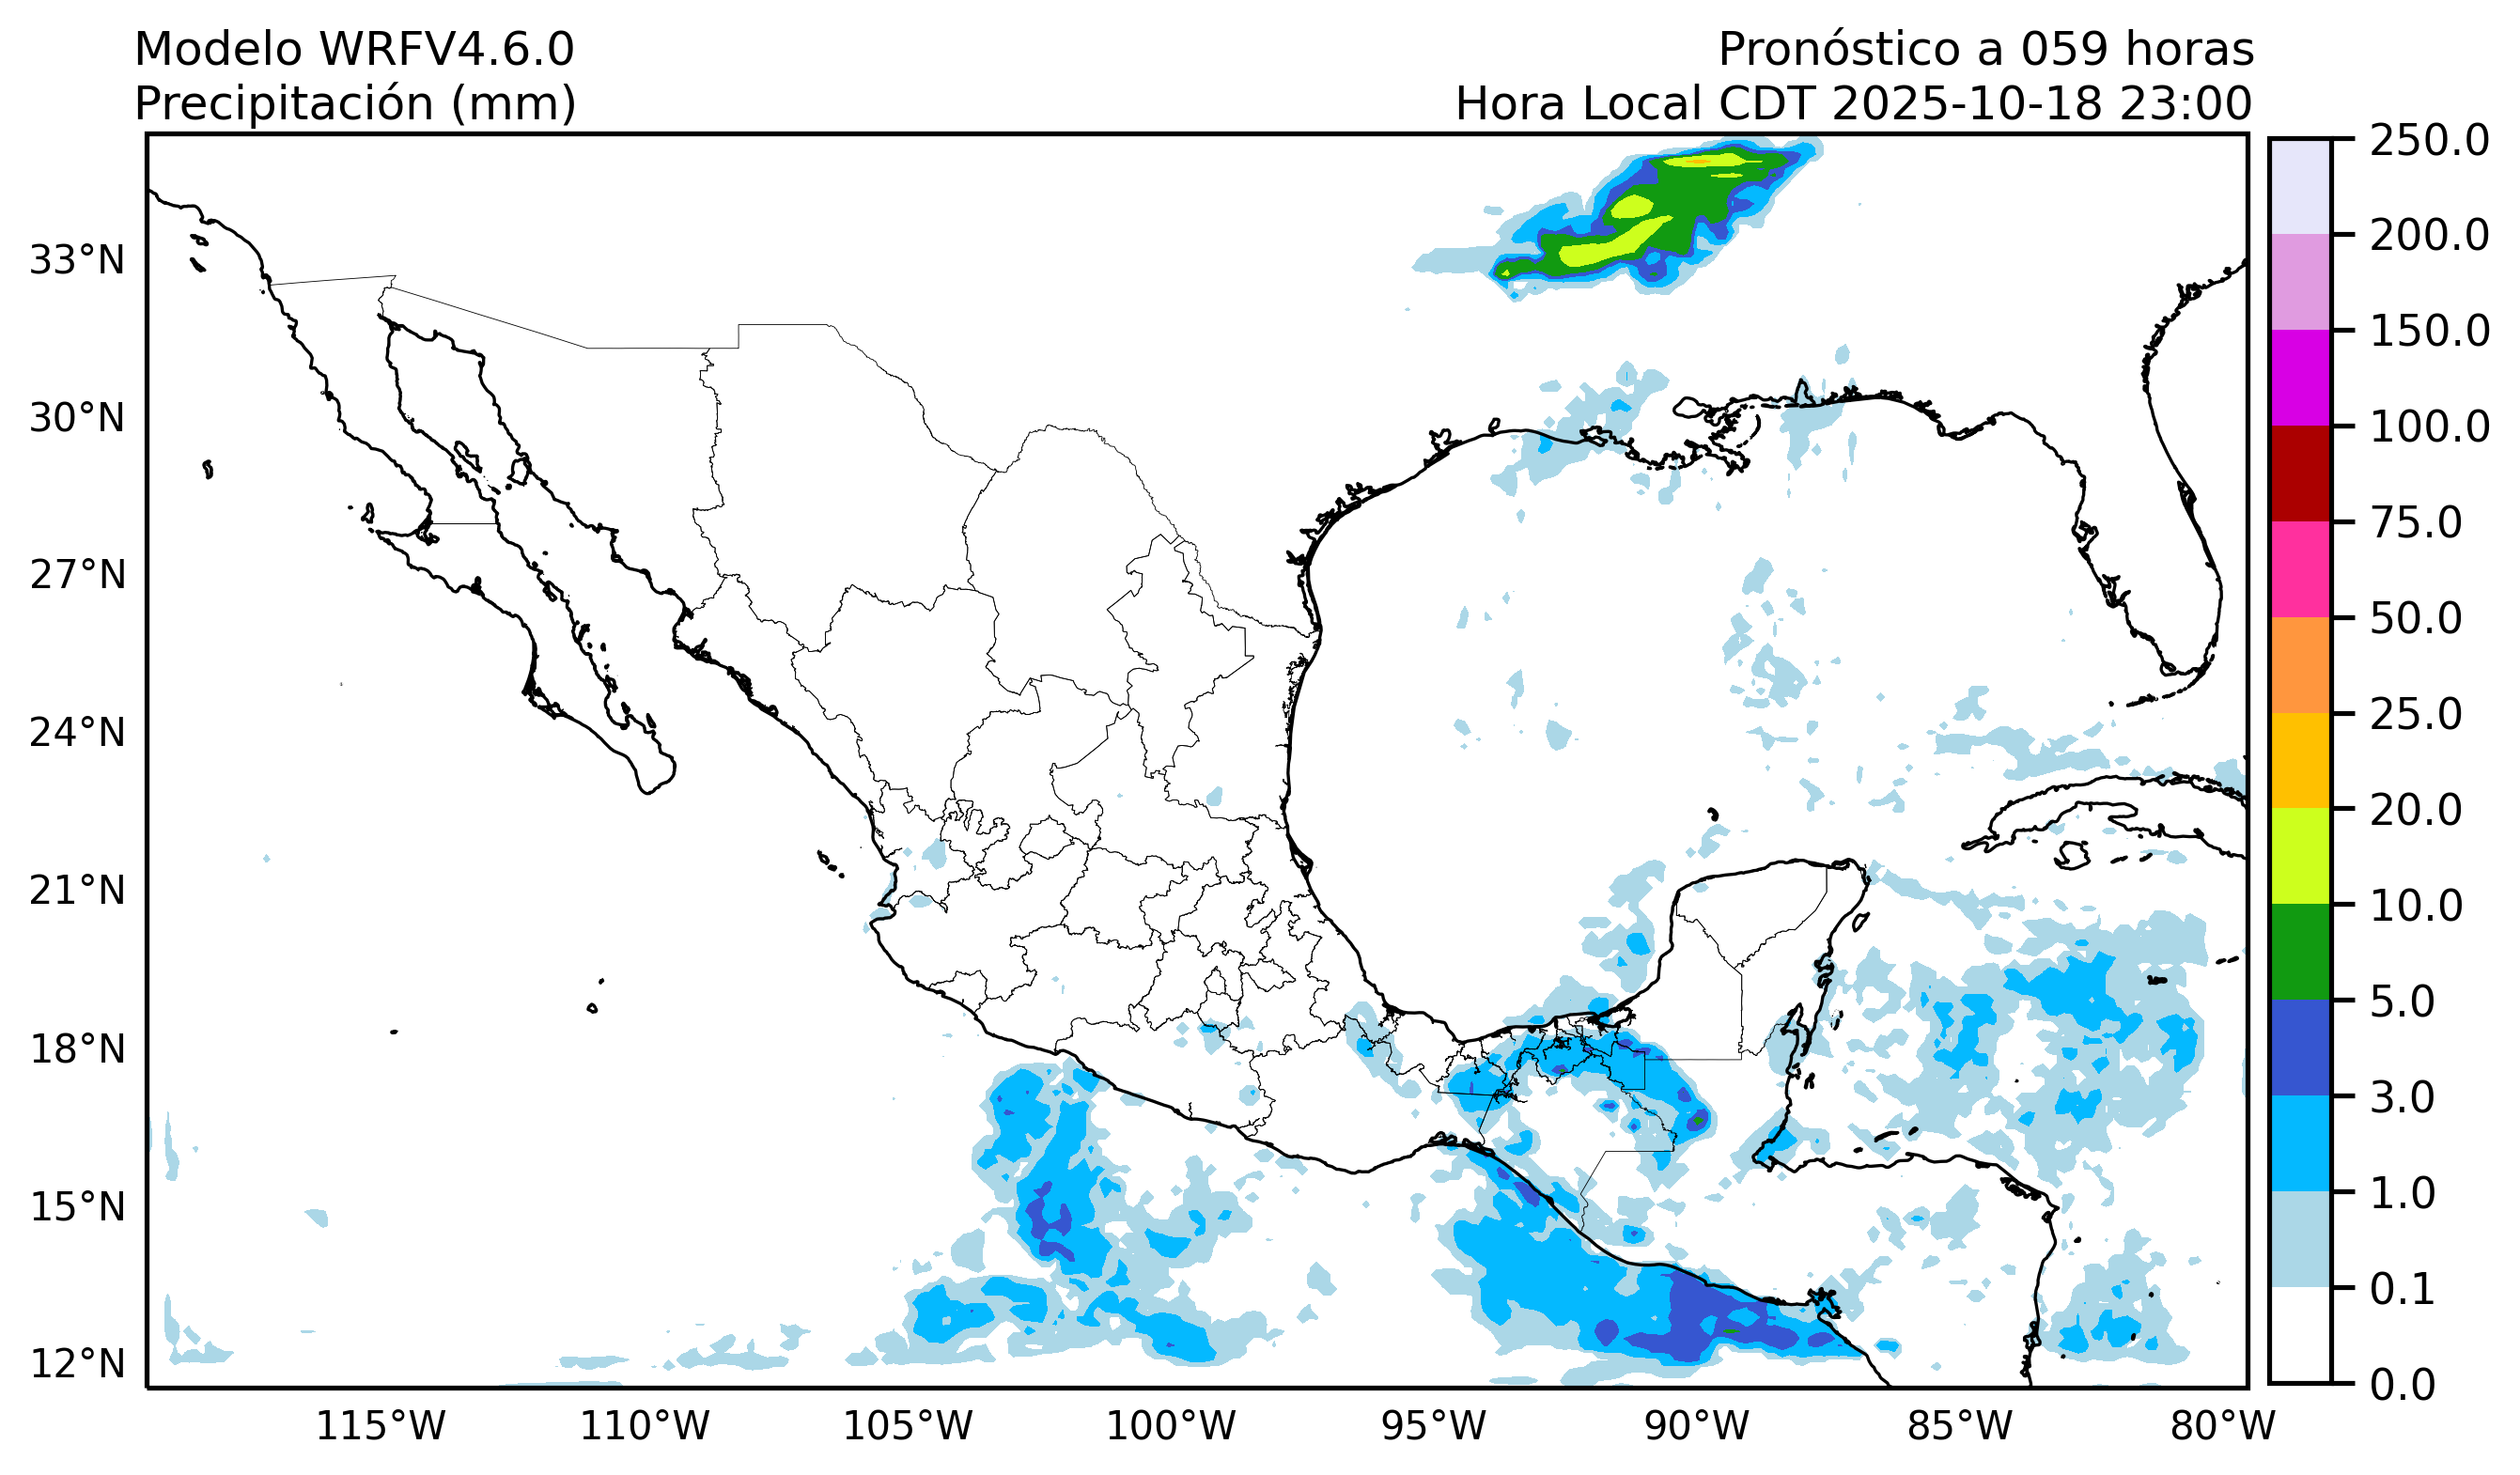 Modelo WRFV4.6.0
Precipitación (mm)
Pronóstico a 059 horas
Hora Local CDT 2025-10-18 23:00
33°N
30°N
27°N
24°N
21°N
18°N
15°N
12°N
115°W
110°W
105°W
100°W
95°W
90°W
85°W
80°W
250.0
200.0
150.0
100.0
75.0
50.0
25.0
20.0
10.0
5.0
3.0
1.0
0.1
0.0